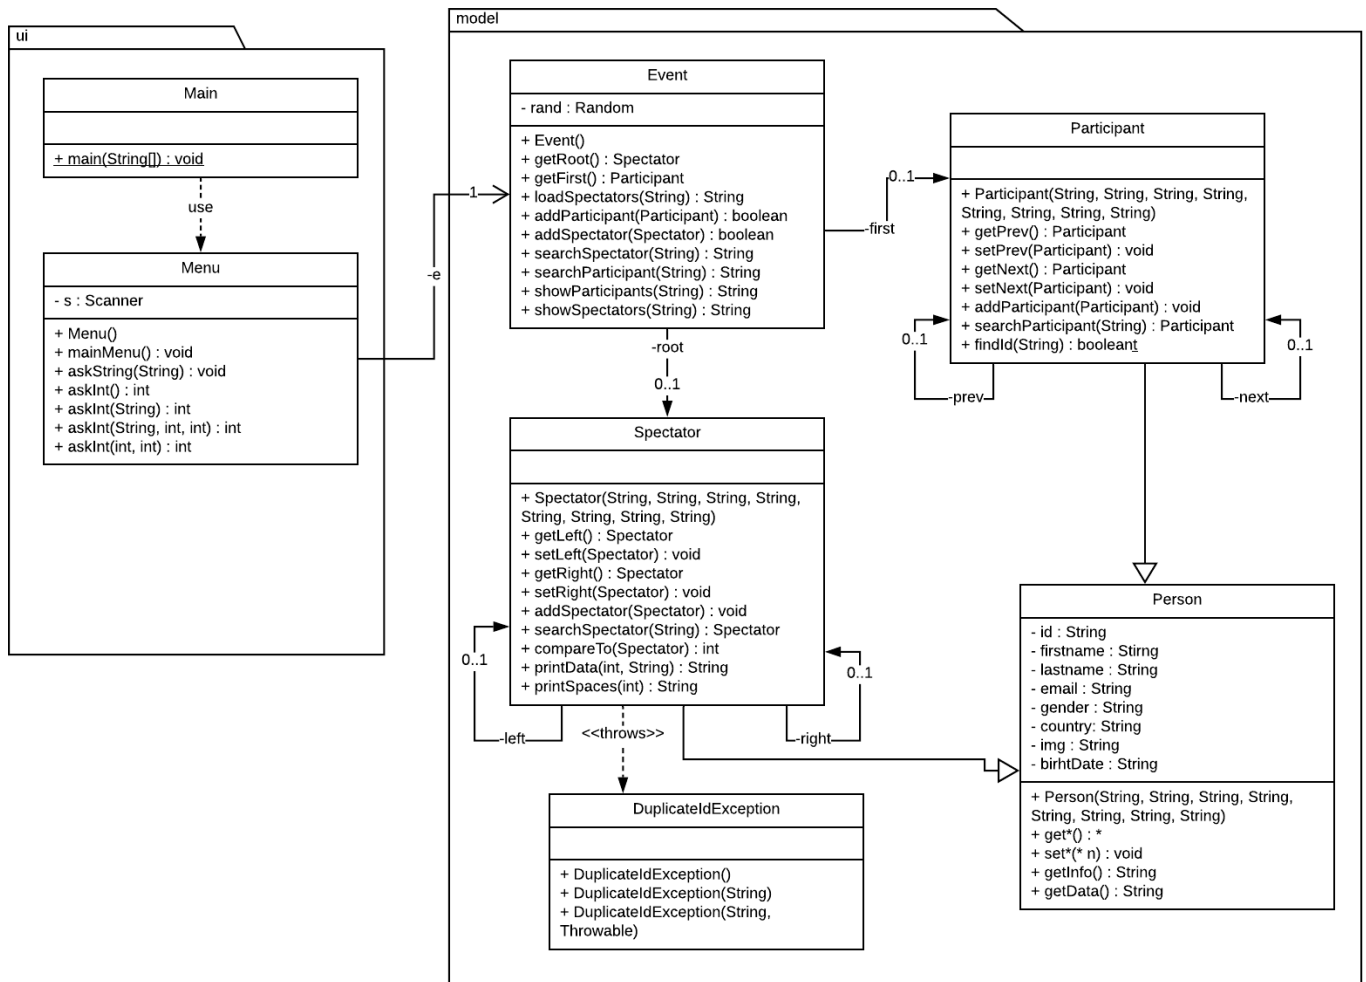 ui
Main
+ main(String[]) : void
use
Menu
- s : Scanner
+ Menu()
+ mainMenu() : void
+ askString(String) : void
+ askInt() : int
+ askInt(String) : int
+ askInt(String, int, int) : int
+ askInt(int, int) : int
-e
1
model
Event
- rand : Random
+ Event()
+ getRoot() : Spectator
+ getFirst() : Participant
+ loadSpectators(String) : String
+ addParticipant(Participant) : boolean
+ addSpectator(Spectator) : boolean
+ searchSpectator(String) : String
+ searchParticipant(String) : String
+ showParticipants(String) : String
+ showSpectators(String) : String
-first
0..1
Participant
+ Participant(String, String, String, String,
String, String, String, String)
+ getPrev() : Participant
+ setPrev(Participant) : void
+ getNext() : Participant
+ setNext(Participant) : void
+ addParticipant(Participant) : void
+ searchParticipant(String) : Participant
+ findId(String) : booleant
0..1
-prev
0..1
-next
-root
0..1
Spectator
+ Spectator(String, String, String, String,
String, String, String, String)
+ getLeft() : Spectator
+ setLeft(Spectator) : void
+ getRight() : Spectator
+ setRight(Spectator) : void
+ addSpectator(Spectator) : void
+ searchSpectator(String) : Spectator
+ compareTo(Spectator) : int
+ printData(int, String) : String
+ printSpaces(int) : String
0..1
-left
<<throws>>
0..1
-right
DuplicateIdException
+ DuplicateIdException()
+ DuplicateIdException(String)
+ DuplicateIdException(String,
Throwable)
Person
- id : String
- firstname : Stirng
- lastname : String
- email : String
- gender : String
- country: String
- img : String
- birhtDate : String
+ Person(String, String, String, String,
String, String, String, String)
+ get*() : *
+ set*(* n) : void
+ getInfo() : String
+ getData() : String